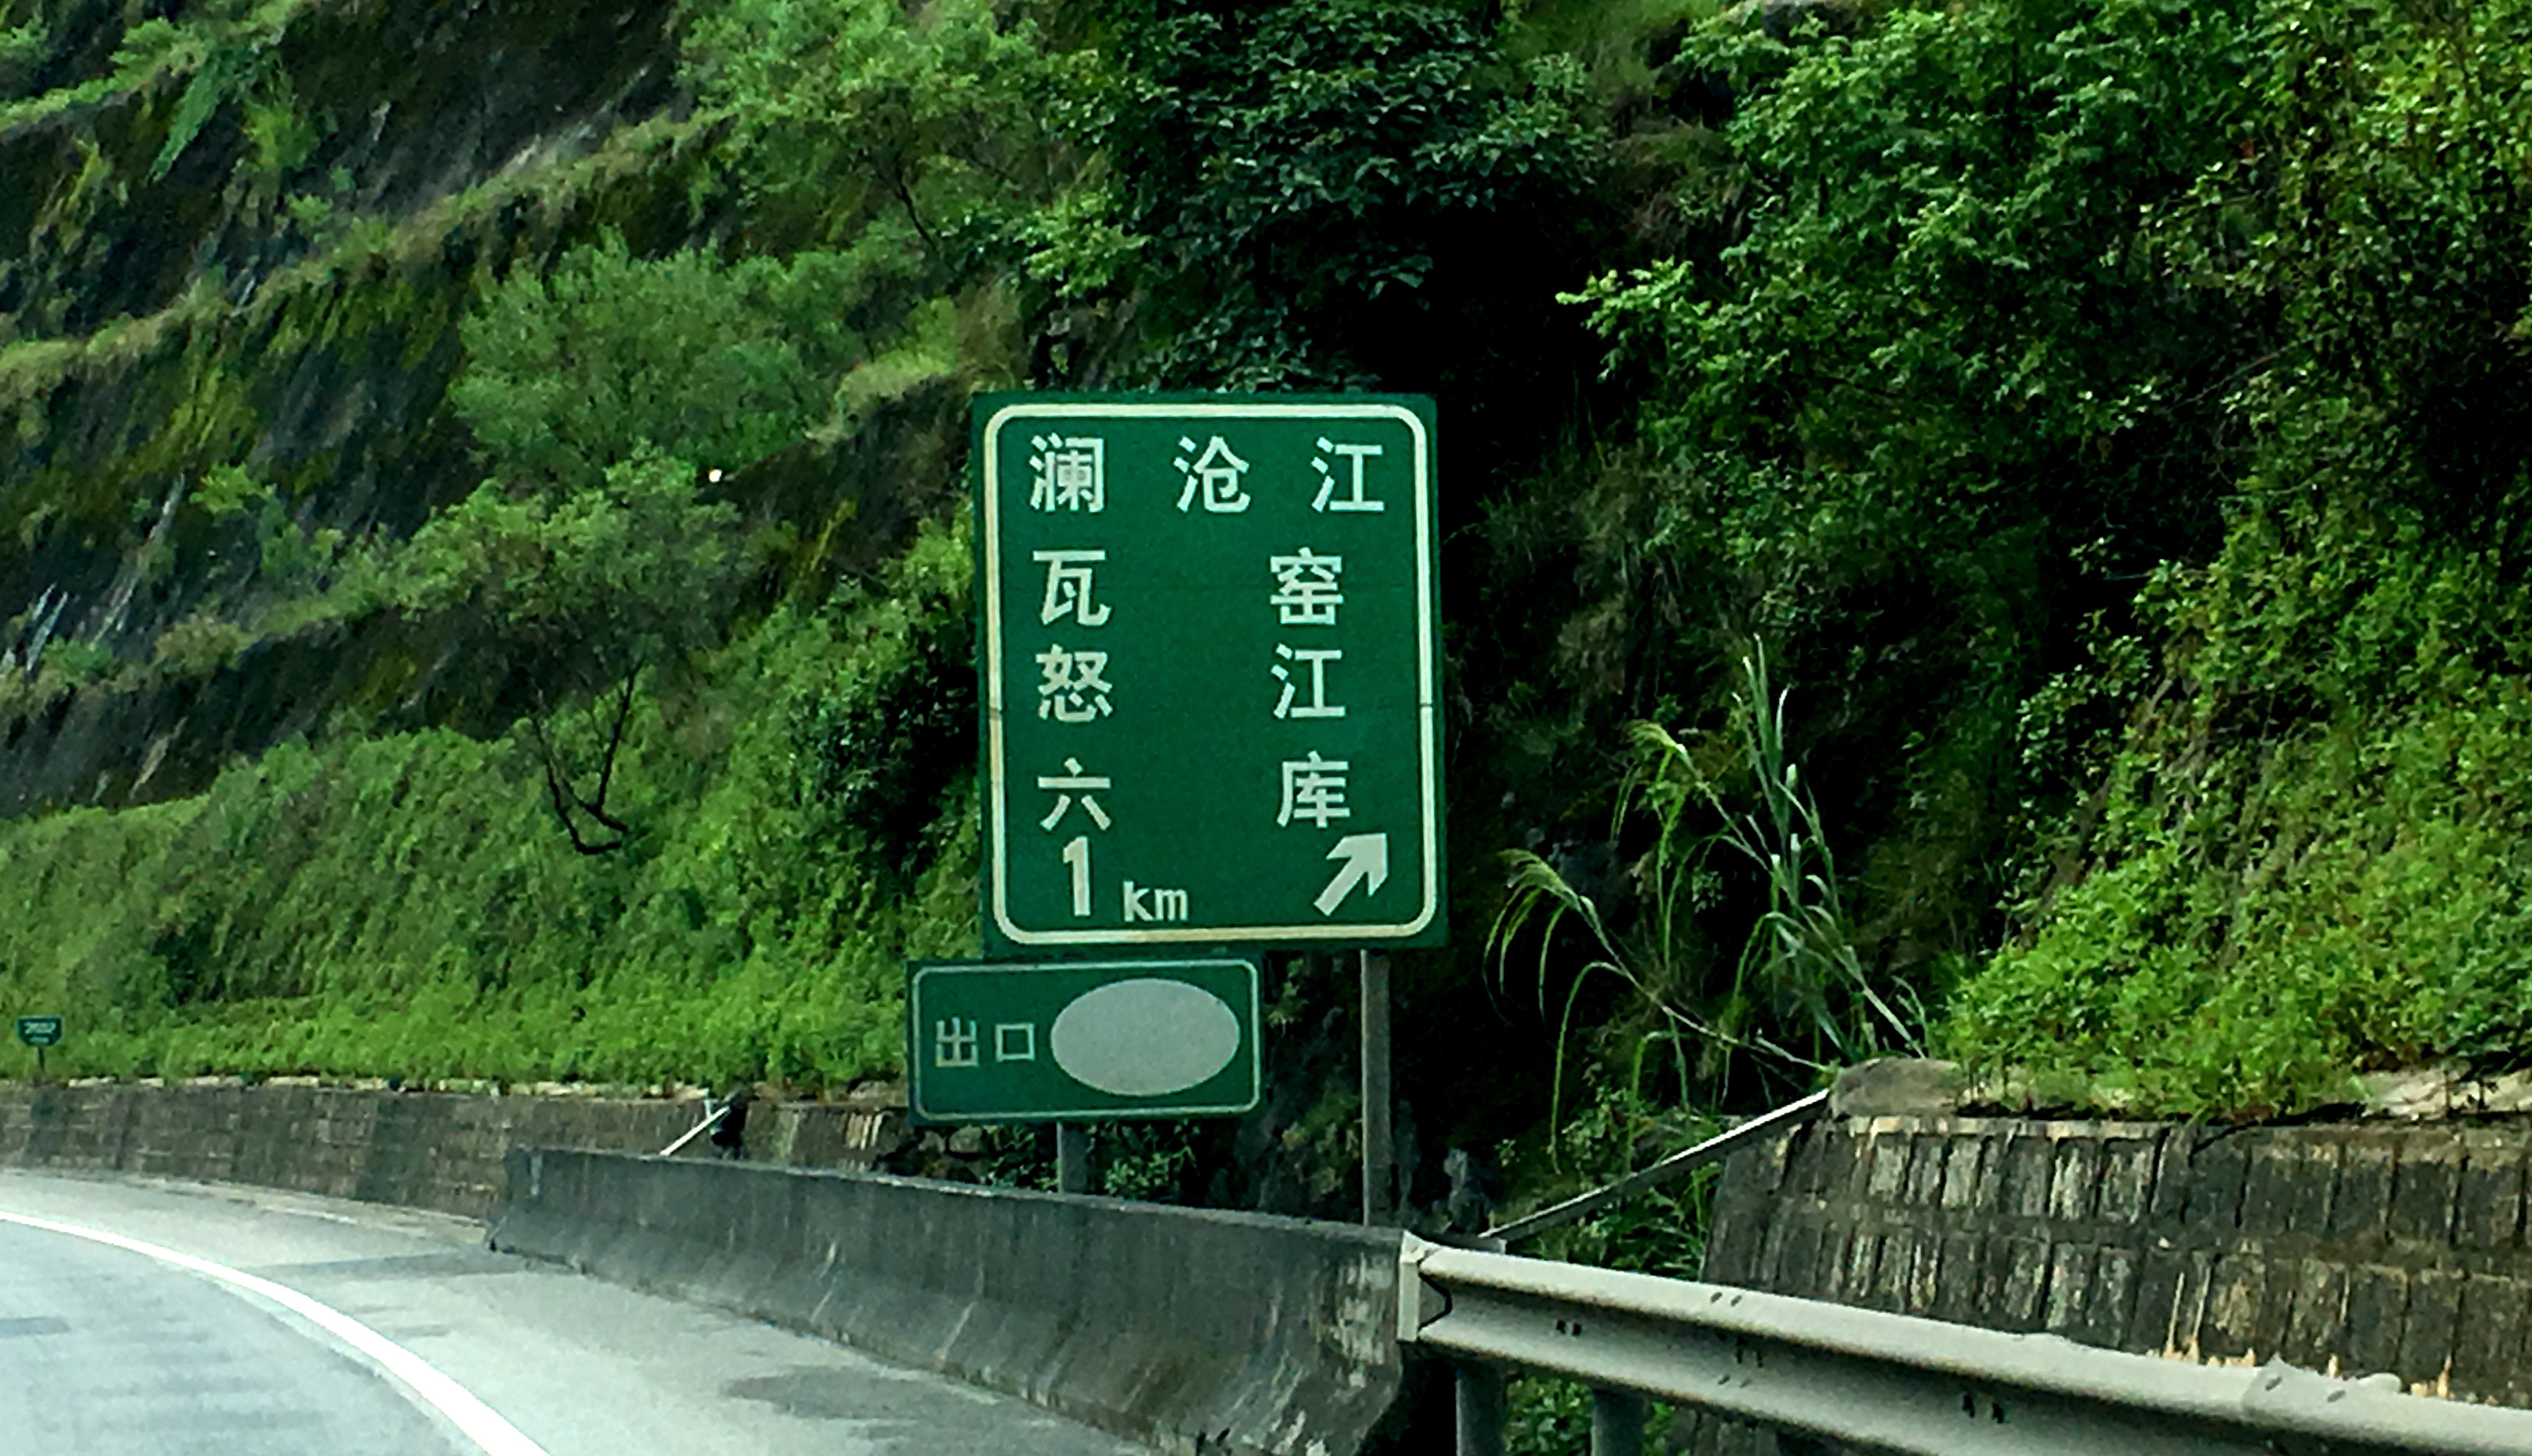 澜 沧 江
瓦 窑
怒 江
六 库
1 km
出口